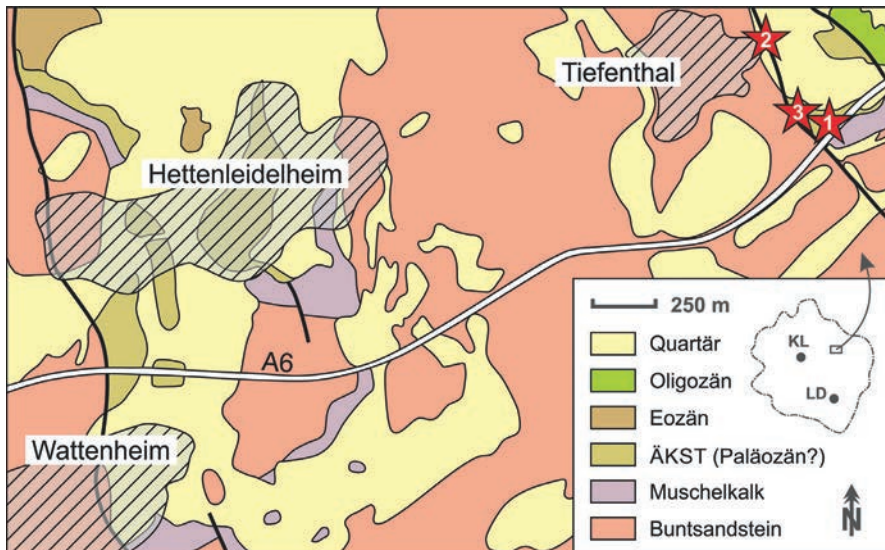 2
Tiefenthal
3
1
Hettenleidelheim
A6
Wattenheim
250 m
Quartär
Oligozän
Eozän
ÄKST (Paläozän?)
Muschelkalk
Buntsandstein
KL
LD
N